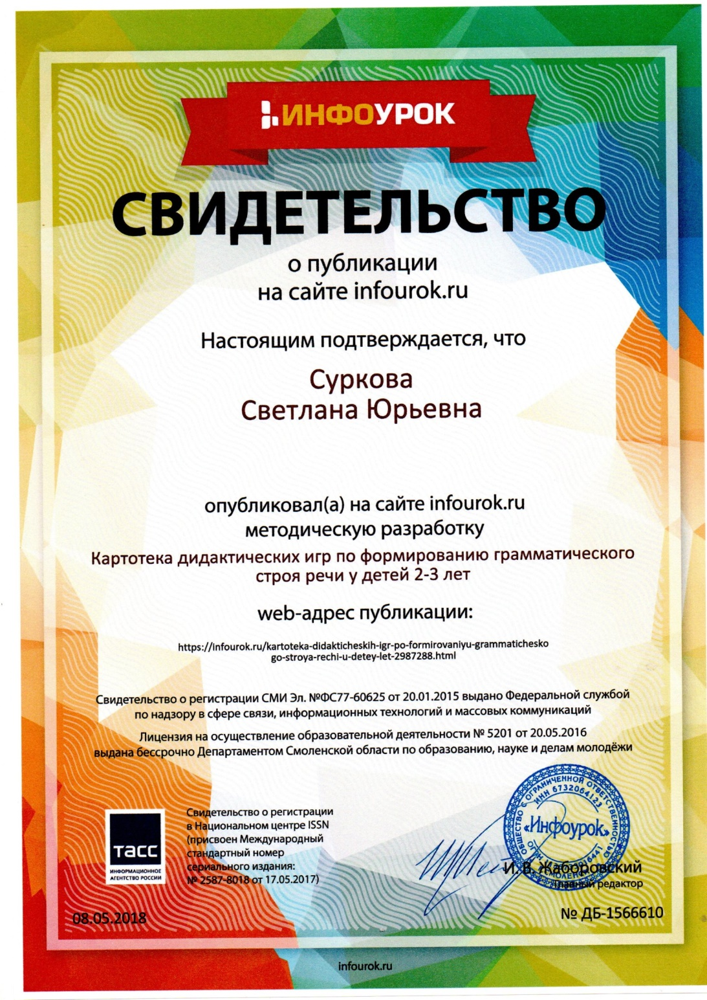 ИНФОУРОК
СВИДЕТЕЛЬСТВО
о публикации
на сайте infourok.ru
Настоящим подтверждается, что
Суркова
Светлана Юрьевна
опубликовал(а) на сайте infourok.ru
методическую разработку
Картотека дидактических игр по формированию грамматического
строя речи у детей 2-3 лет
web-адрес публикации:
https://infourok.ru/kartoteka-didakticheskih-igr-po-formirovaniyu-grammatichesko
go-stroya-rechi-u-detey-let-2987288.html
Свидетельство о регистрации СМИ Эл. №ФС77-60625 от 20.01.2015 выдано Федеральной службой
по надзору в сфере связи, информационных технологий и массовых коммуникаций
Лицензия на осуществление образовательной деятельности № 5201 от 20.05.2016
выдана бессрочно Департаментом Смоленской области по образованию, науке и делам молодёжи
тасс
ИНФОРМАЦИОННОЕ
АГЕНТСТВО РОССИИ
Свидетельство о регистрации
в Национальном центре ISSN
(присвоен Международный
стандартный номер
сериального издания:
№ 2587-8018 от 17.05.2017)
ОБЩЕСТВО С ОГРАНИЧЕННОЙ ОТВЕТСТВЕННОСТЬЮ
ИНН 6732064123
«Инфоурок»
И. В. Жаборовский
Главный редактор
08.05.2018
№ ДБ-1566610
infourok.ru